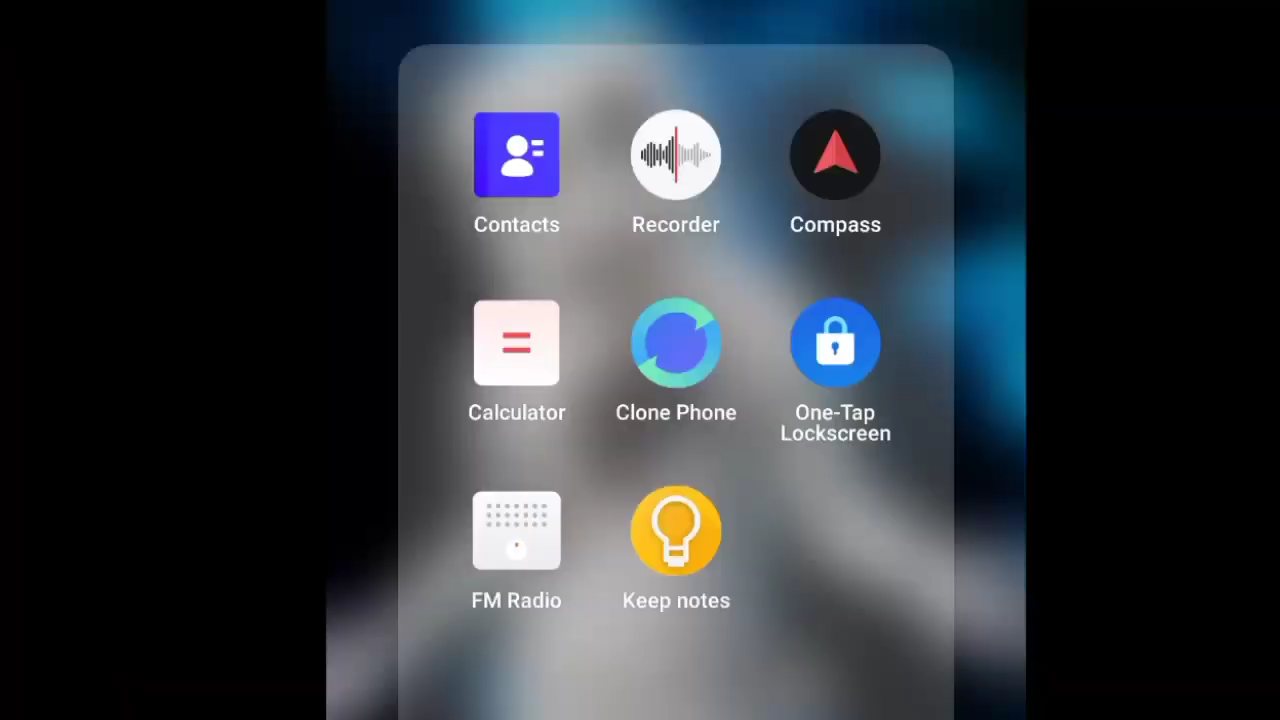 Contacts
Recorder
Compass
Calculator
Clone Phone
One-Tap
Lockscreen
FM Radio
Keep notes